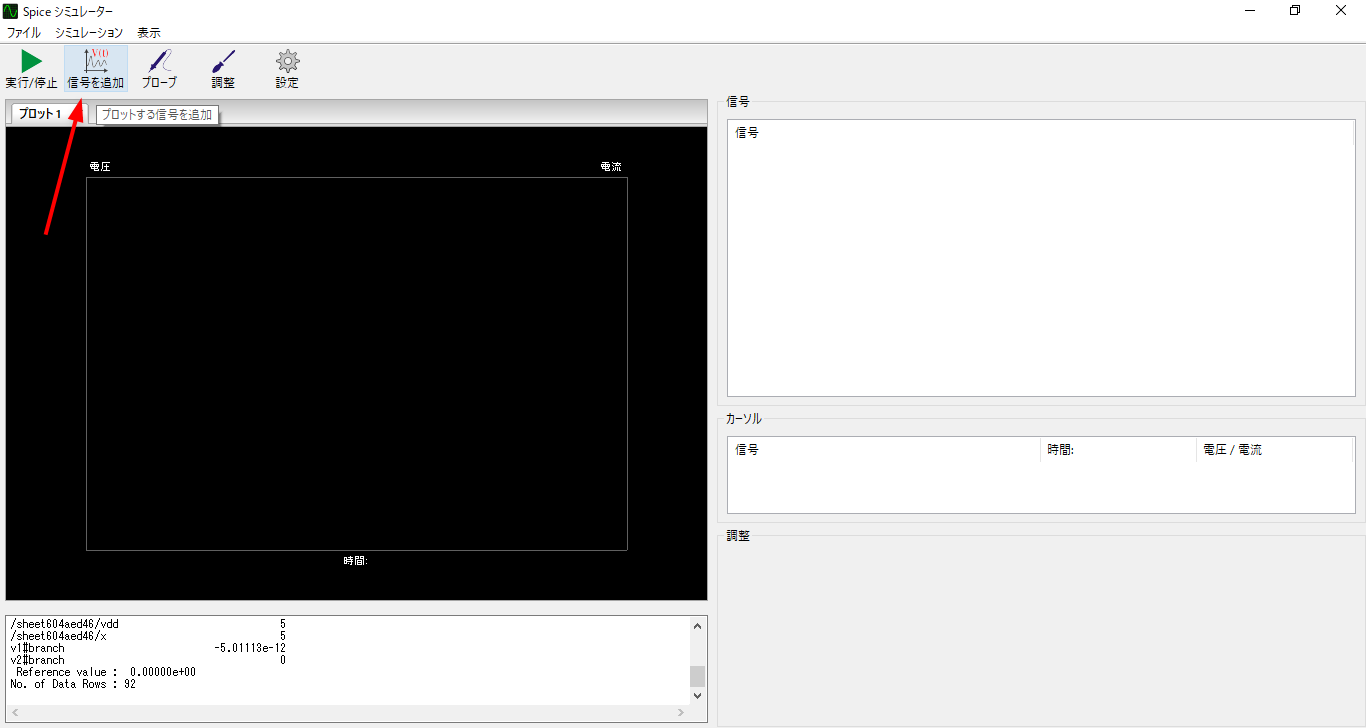 Spice シミュレーター
ファイル シミュレーション 表示
実行/停止 信号を追加 プローブ 調整 設定
V(t)
プロット 1
プロットする信号を追加
電圧 電流
時間:
/sheet604aed46/vdd 5
/sheet604aed46/x 5
v1#branch -5.01113e-12
v2#branch 0
Reference value : 0.00000e+00
No. of Data Rows : 92
信号
信号
カーソル
信号 時間: 電圧 / 電流
調整